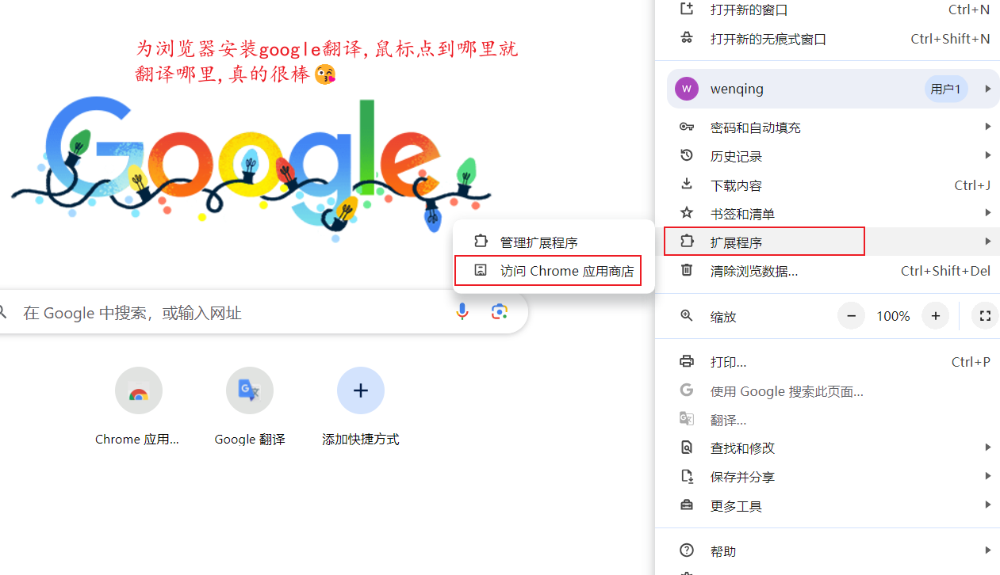 为浏览器安装google翻译,鼠标点到哪里就
翻译哪里,真的很棒😘
Google
在 Google 中搜索，或输入网址
Chrome 应用...
Google 翻译
添加快捷方式
管理扩展程序
访问 Chrome 应用商店
打开新的窗口 Ctrl+N
打开新的无痕式窗口 Ctrl+Shift+N
W wenqing 用户1
密码和自动填充
历史记录
下载内容 Ctrl+J
书签和清单
扩展程序
清除浏览数据... Ctrl+Shift+Del
缩放 − 100% +
打印... Ctrl+P
使用 Google 搜索此页面...
翻译...
查找和修改
保存并分享
更多工具
帮助